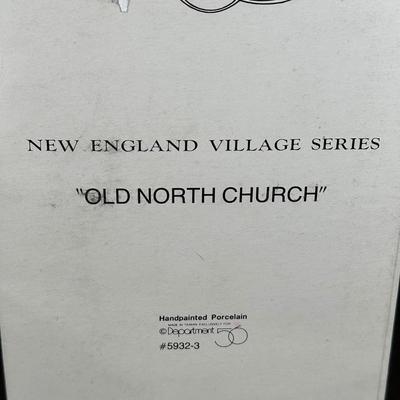 NEW ENGLAND VILLAGE SERIES
"OLD NORTH CHURCH"
Handpainted Porcelain
MADE IN TAIWAN EXCLUSIVELY FOR
©Department 56
#5932-3